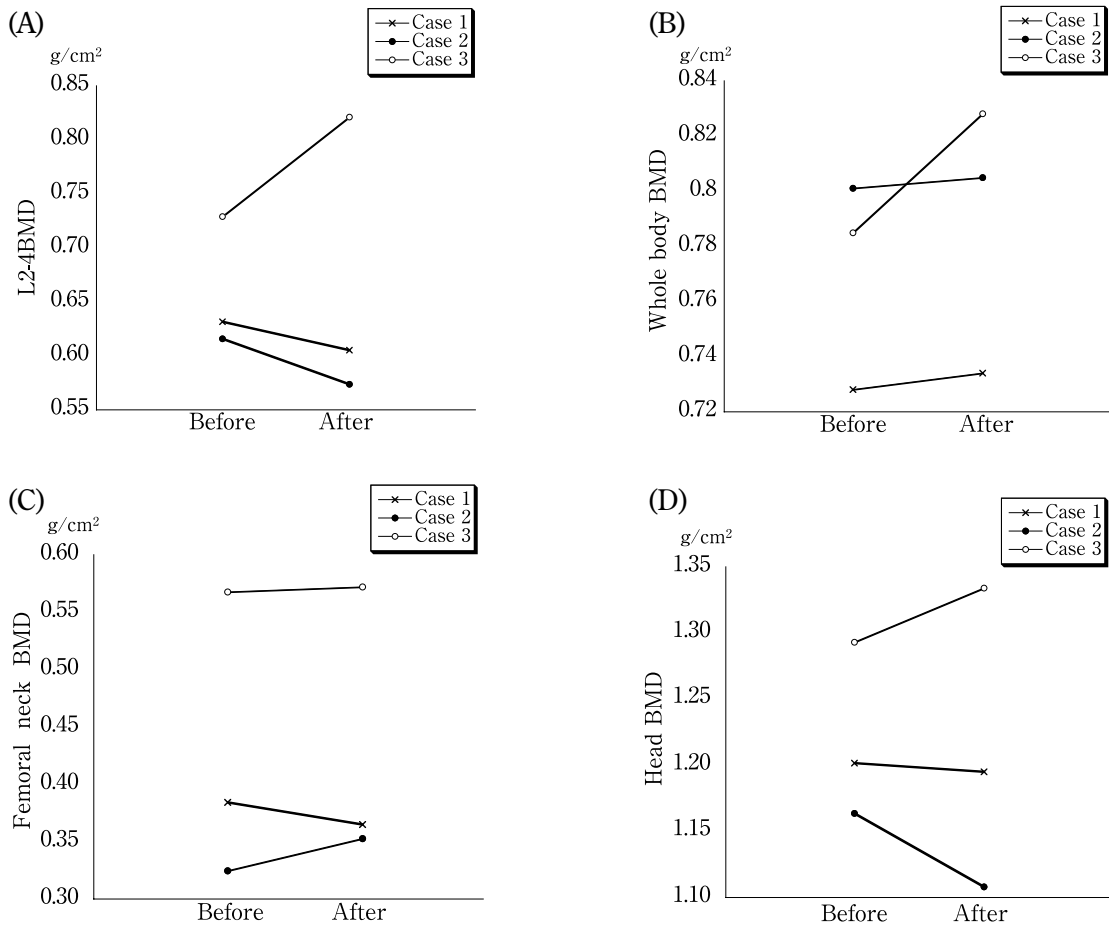 (A)
Case 1
Case 2
Case 3
g/cm²
0.85
0.80
0.75
0.70
0.65
0.60
0.55
L2-4BMD
Before After
(B)
Case 1
Case 2
Case 3
g/cm²
0.84
0.82
0.8
0.78
0.76
0.74
0.72
Whole body BMD
Before After
(C)
Case 1
Case 2
Case 3
g/cm²
0.60
0.55
0.50
0.45
0.40
0.35
0.30
Femoral neck BMD
Before After
(D)
Case 1
Case 2
Case 3
g/cm²
1.35
1.30
1.25
1.20
1.15
1.10
Head BMD
Before After